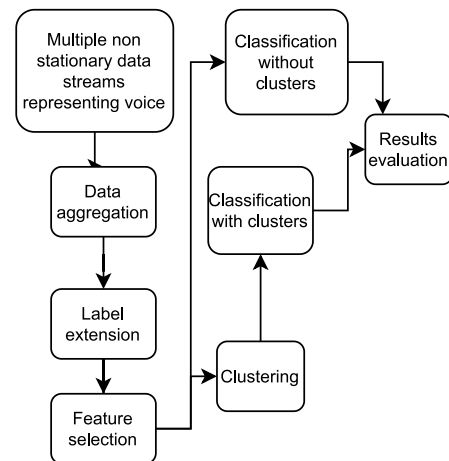 Multiple non
stationary data
streams
representing voice
Data
aggregation
Label
extension
Feature
selection
Classification
without
clusters
Classification
with clusters
Clustering
Results
evaluation